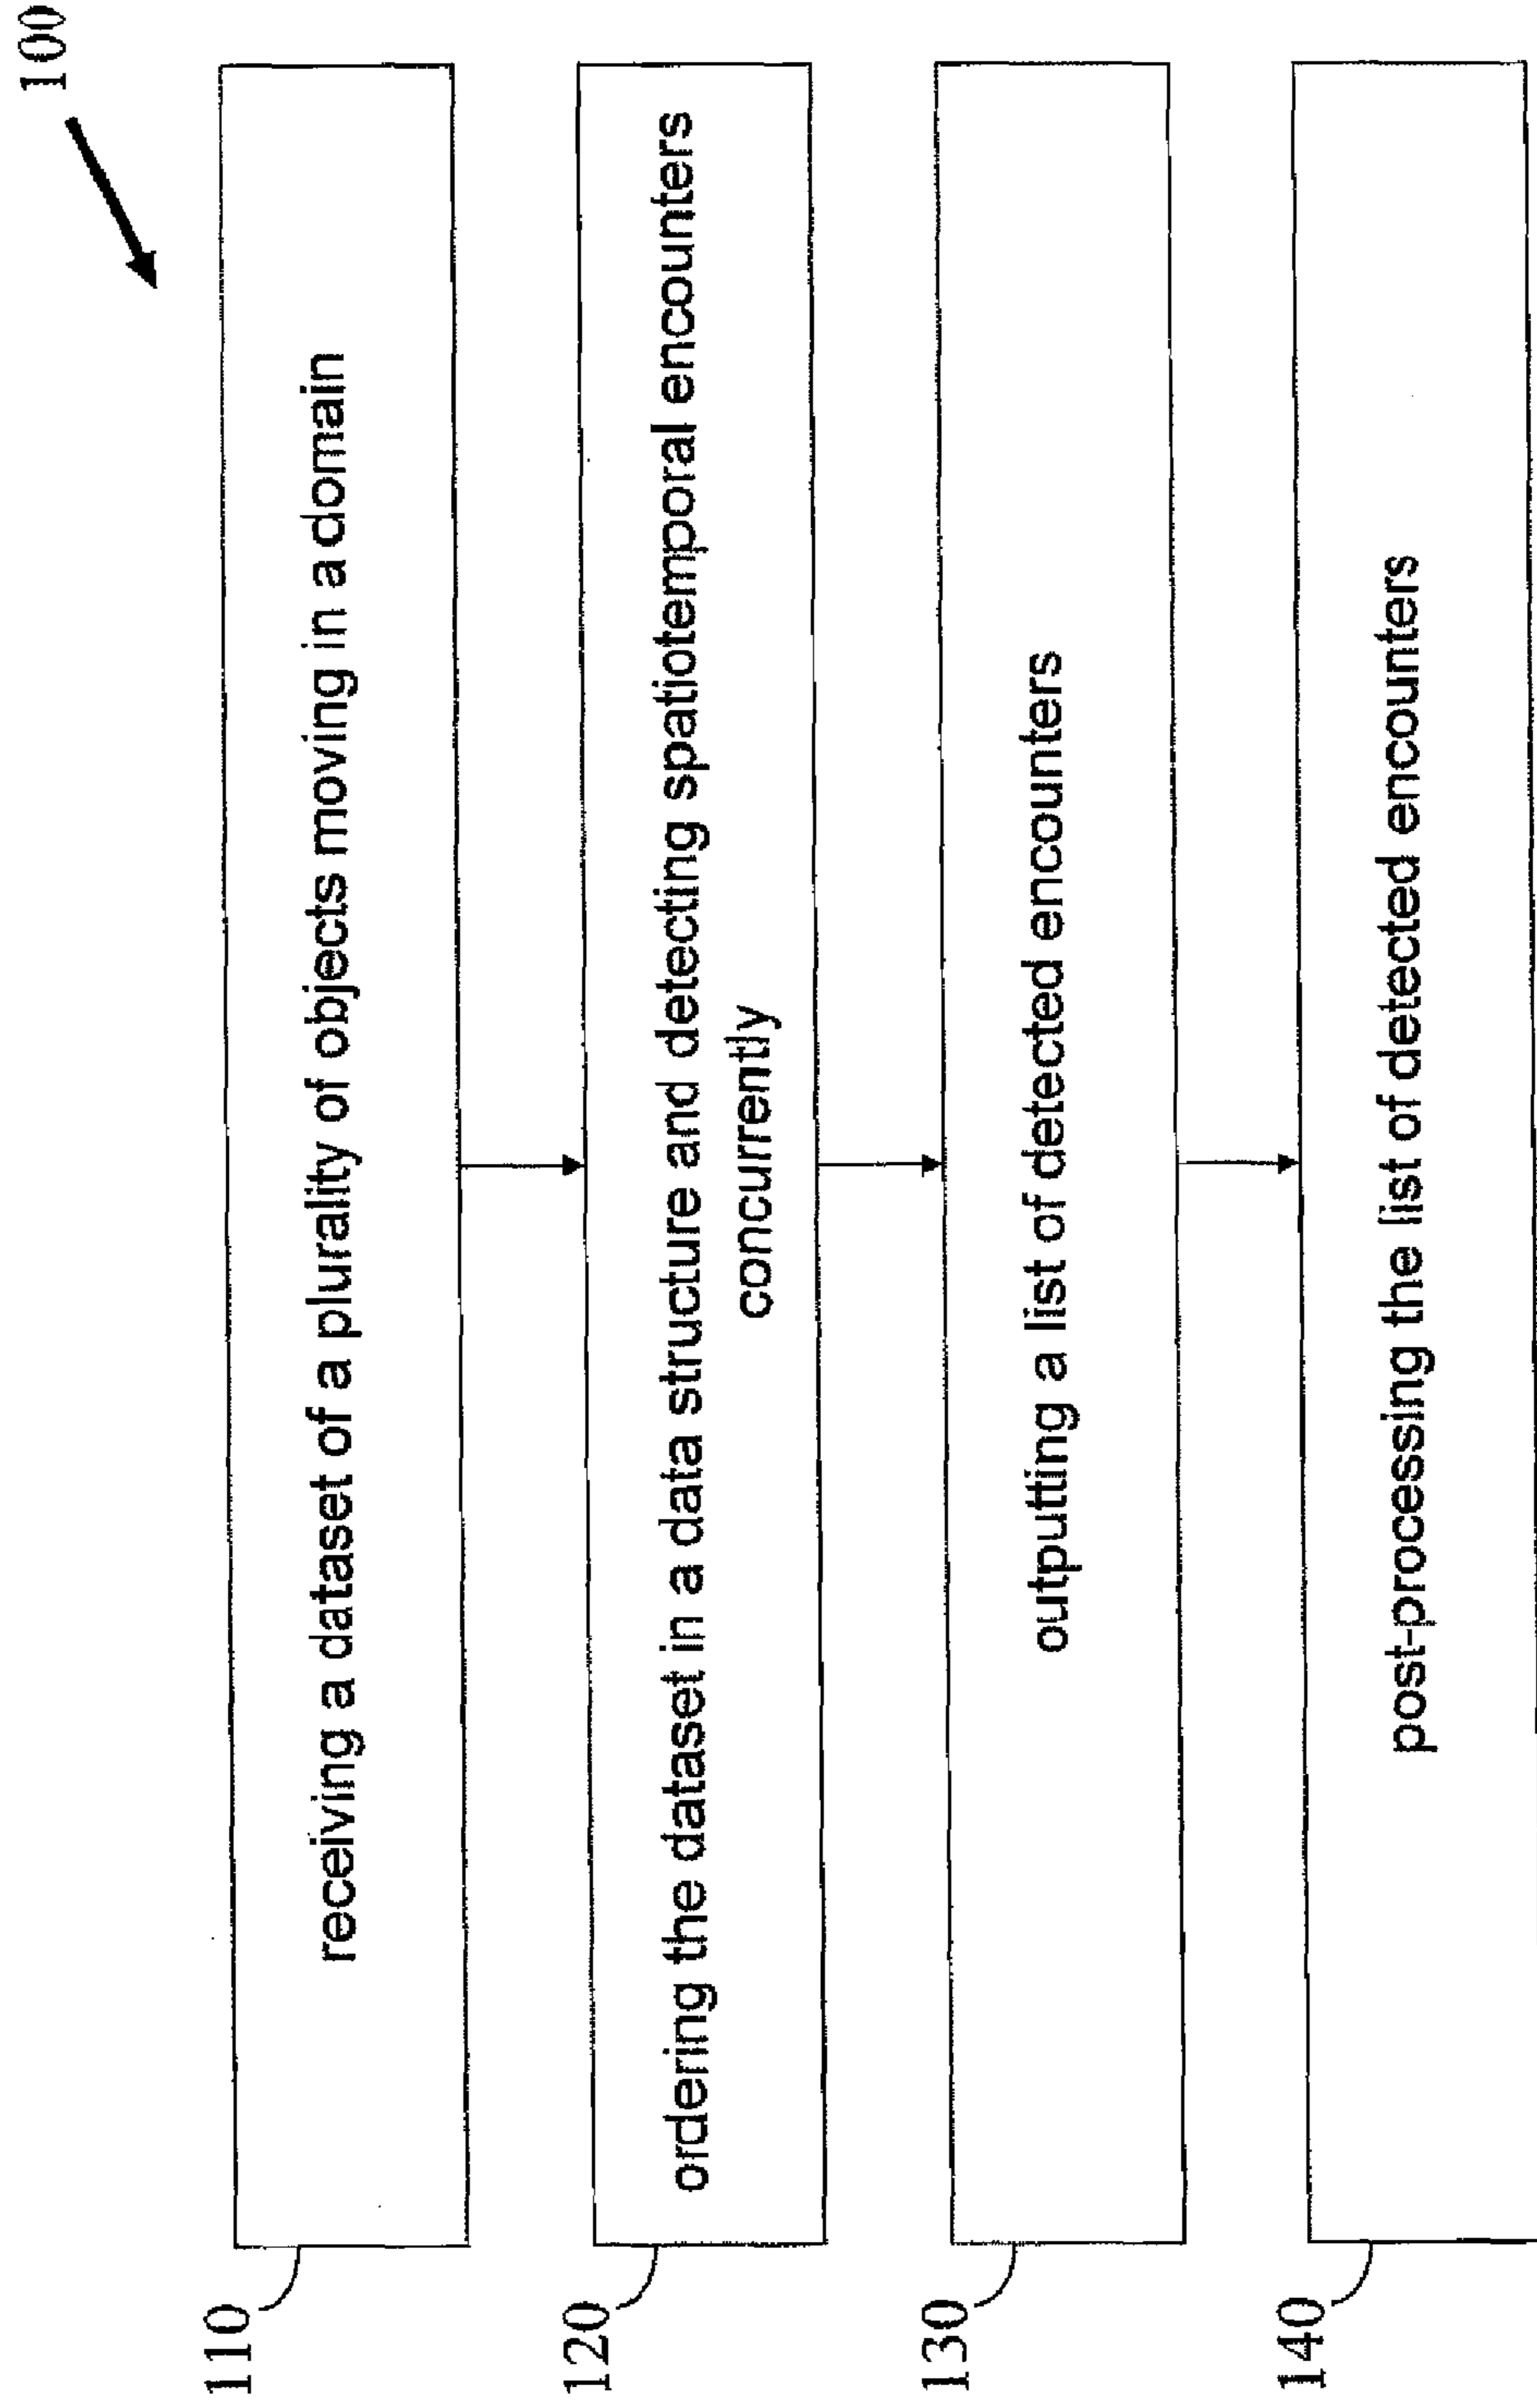 100
110
receiving a dataset of a plurality of objects moving in a domain
120
ordering the dataset in a data structure and detecting spatiotemporal encounters
concurrently
130
outputting a list of detected encounters
140
post-processing the list of detected encounters